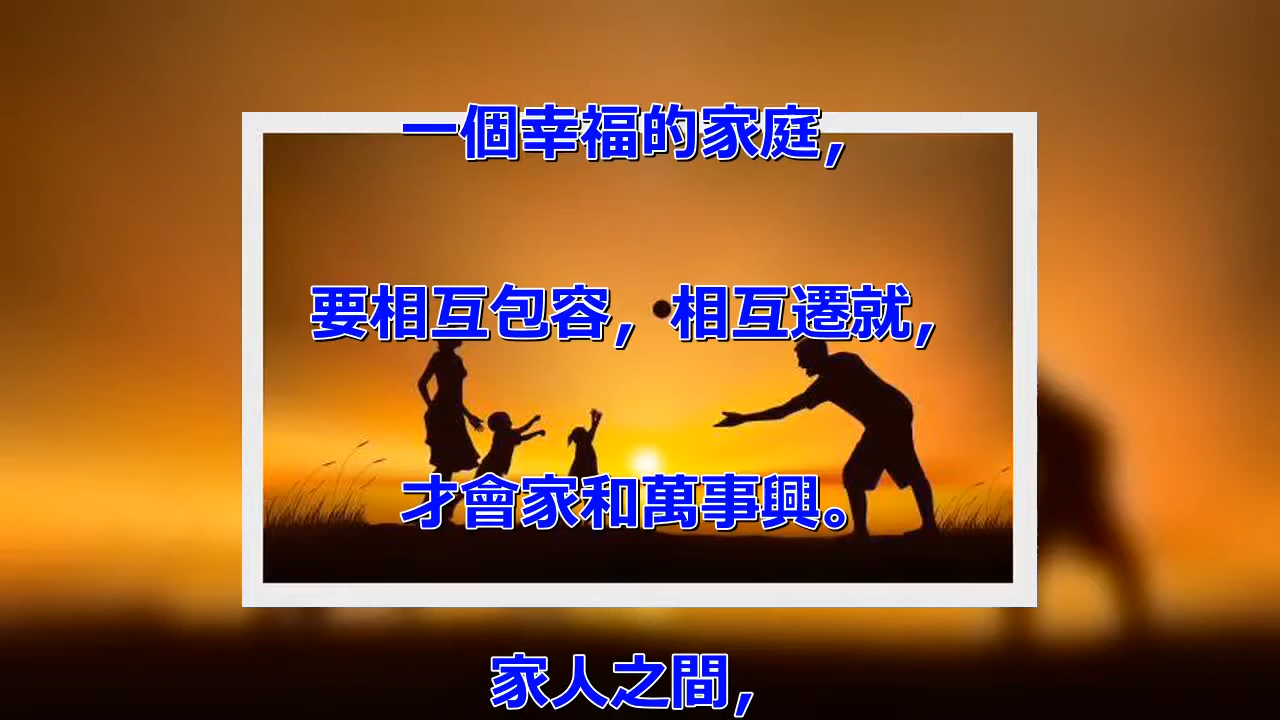 一個幸福的家庭，
要相互包容，相互遷就，
才會家和萬事興。
家人之間，